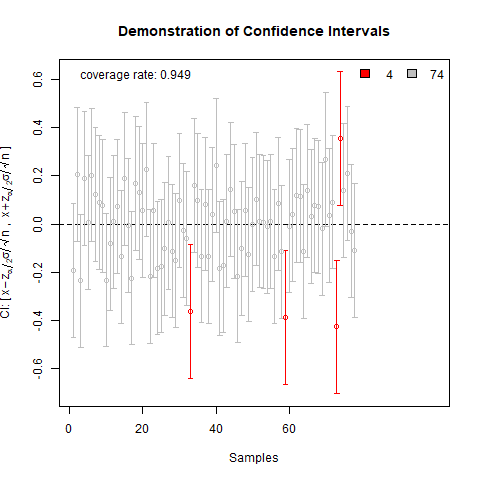 Demonstration of Confidence Intervals
coverage rate: 0.949
4
74
CI: [ x−zα/2σ/√n , x+zα/2σ/√n ]
0.6
0.4
0.2
0.0
-0.2
-0.4
-0.6
0 20 40 60
Samples